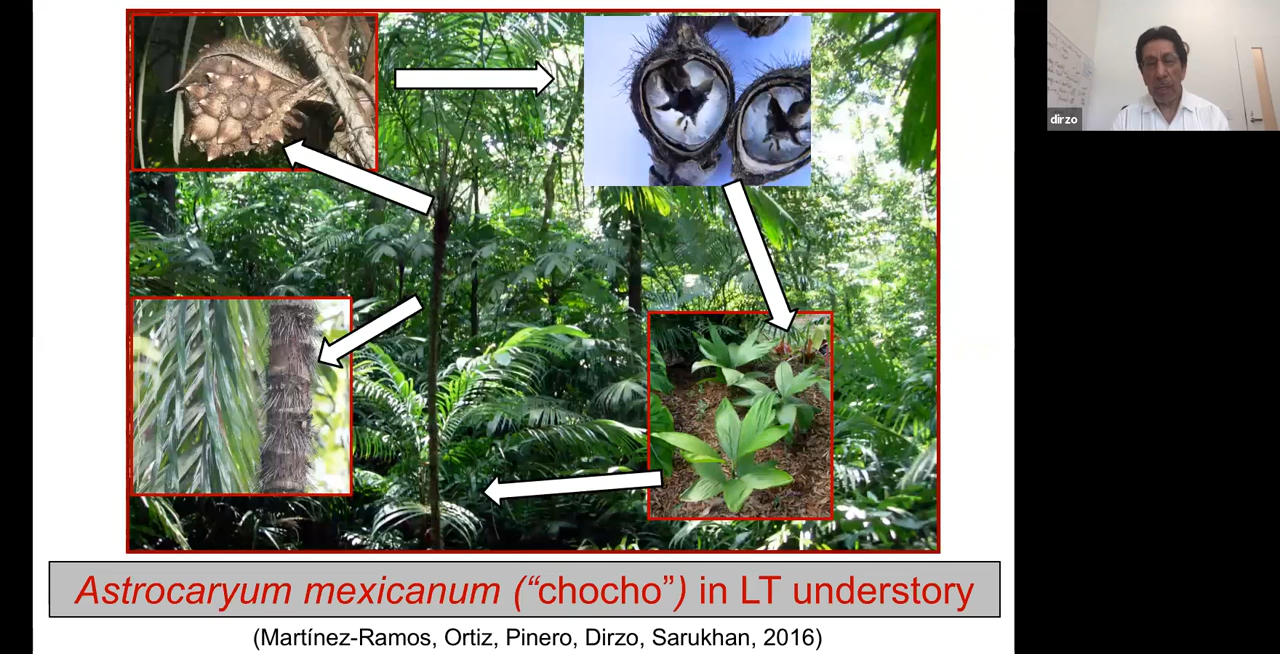 dirzo
Astrocaryum mexicanum (“chocho”) in LT understory
(Martínez-Ramos, Ortiz, Pinero, Dirzo, Sarukhan, 2016)